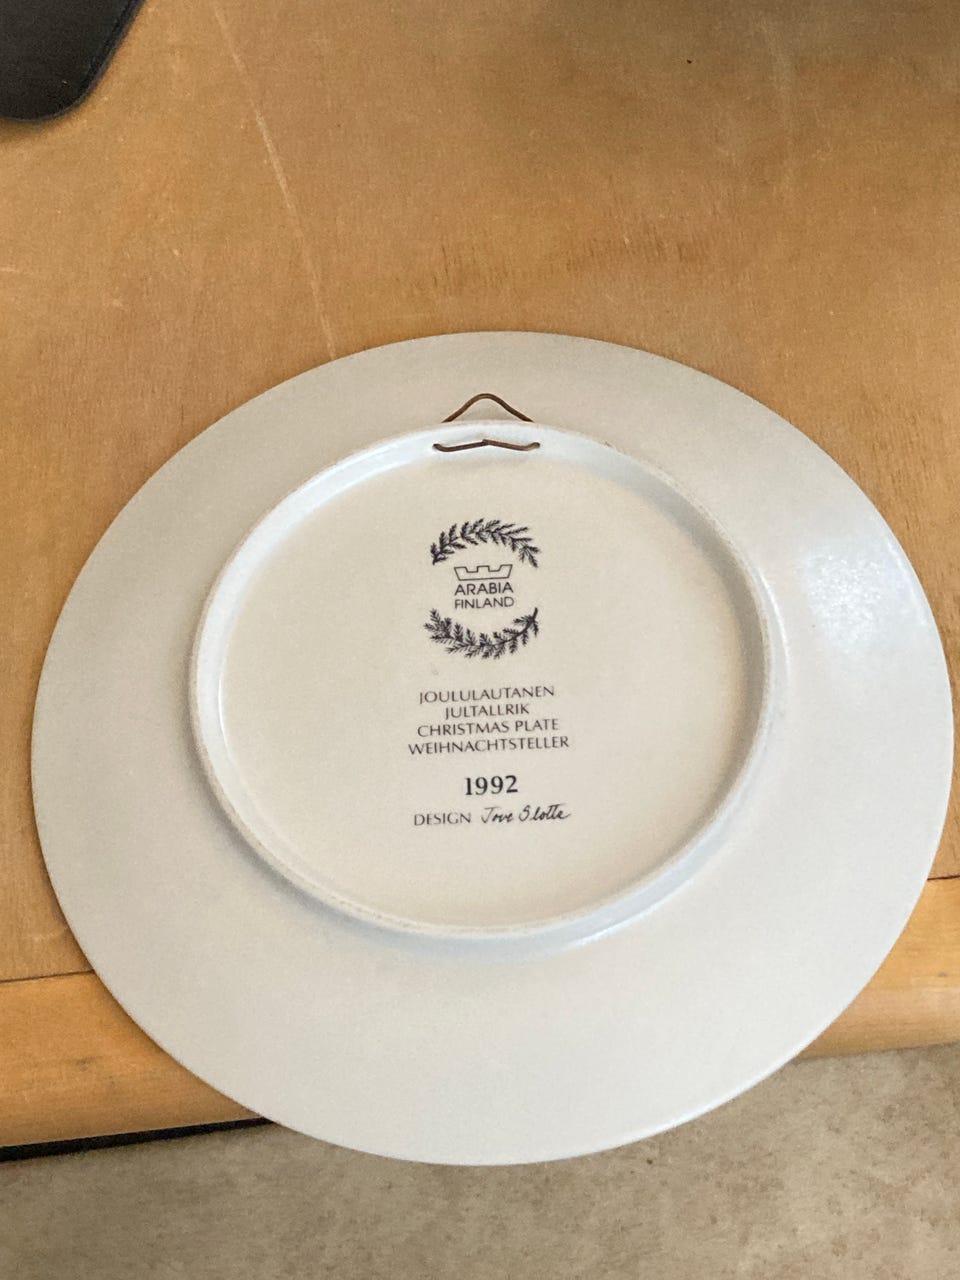 ARABIA
FINLAND
JOULULAUTANEN
JULTALLRIK
CHRISTMAS PLATE
WEIHNACHTSTELLER
1992
DESIGN Tove Slotte